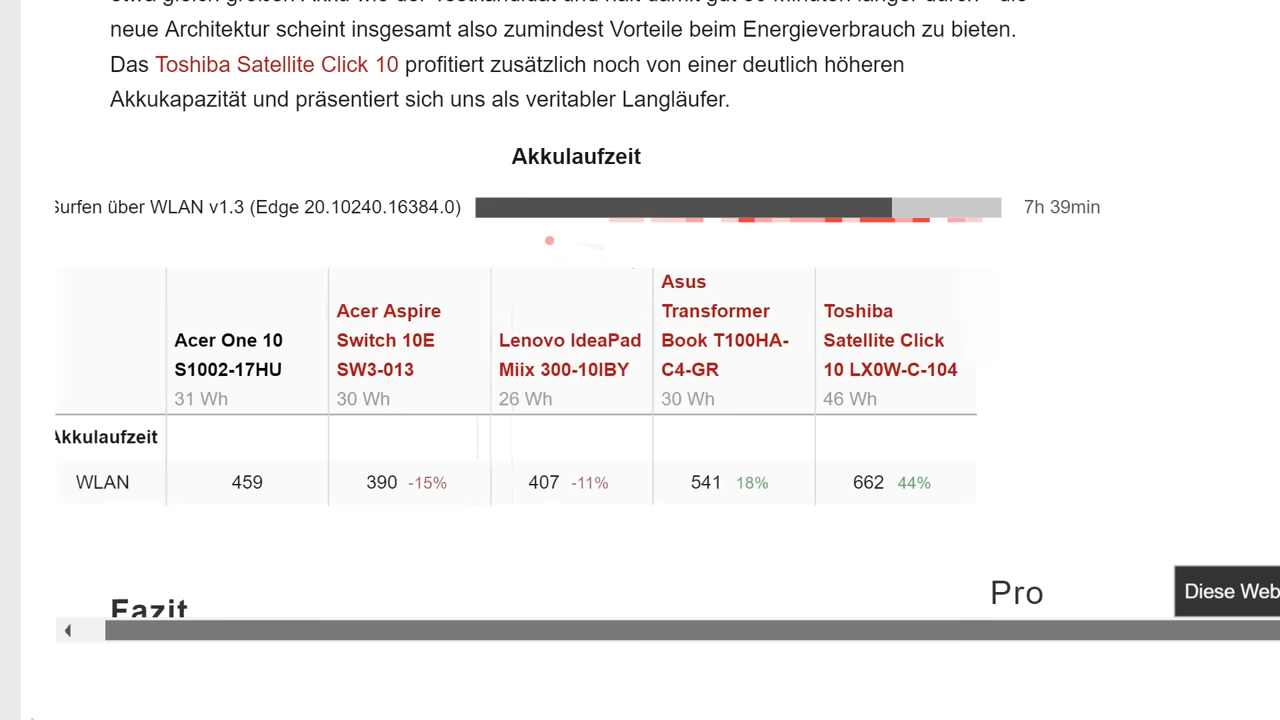 neue Architektur scheint insgesamt also zumindest Vorteile beim Energieverbrauch zu bieten.
Das Toshiba Satellite Click 10 profitiert zusätzlich noch von einer deutlich höheren
Akkukapazität und präsentiert sich uns als veritabler Langläufer.
Akkulaufzeit
Surfen über WLAN v1.3 (Edge 20.10240.16384.0) 7h 39min
Acer One 10
S1002-17HU
31 Wh
Acer Aspire
Switch 10E
SW3-013
30 Wh
Lenovo IdeaPad
Miix 300-10IBY
26 Wh
Asus
Transformer
Book T100HA-
C4-GR
30 Wh
Toshiba
Satellite Click
10 LX0W-C-104
46 Wh
Akkulaufzeit
WLAN 459 390 -15% 407 -11% 541 18% 662 44%
Pro
Diese Web
Fazit